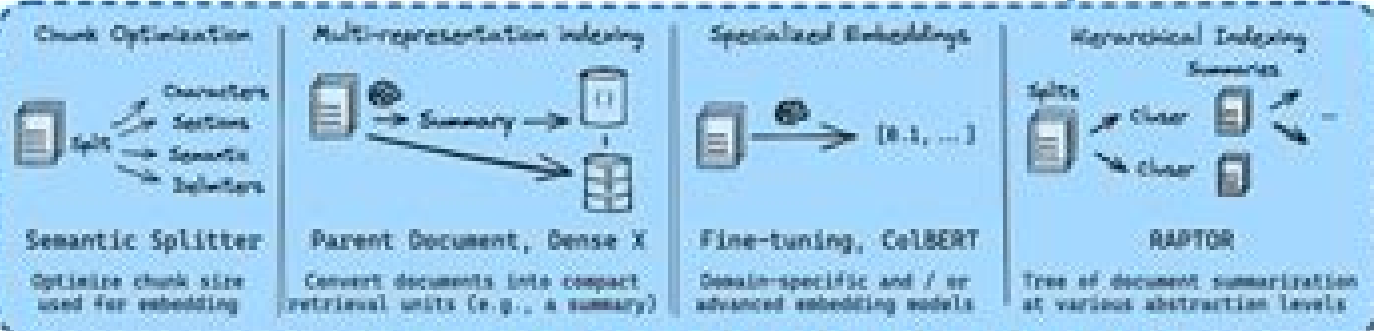 Chunk Optimization
Split
Characters
Sections
Semantic
Delimiters
Semantic Splitter
Optimize chunk size
used for embedding
Multi-representation indexing
Summary
Parent Document, Dense X
Convert documents into compact
retrieval units (e.g., a summary)
Specialized Embeddings
[0.1, ...]
Fine-tuning, ColBERT
Domain-specific and / or
advanced embedding models
Hierarchical Indexing
Summaries
Splits
Cluser
Cluser
...
RAPTOR
Tree of document summarization
at various abstraction levels